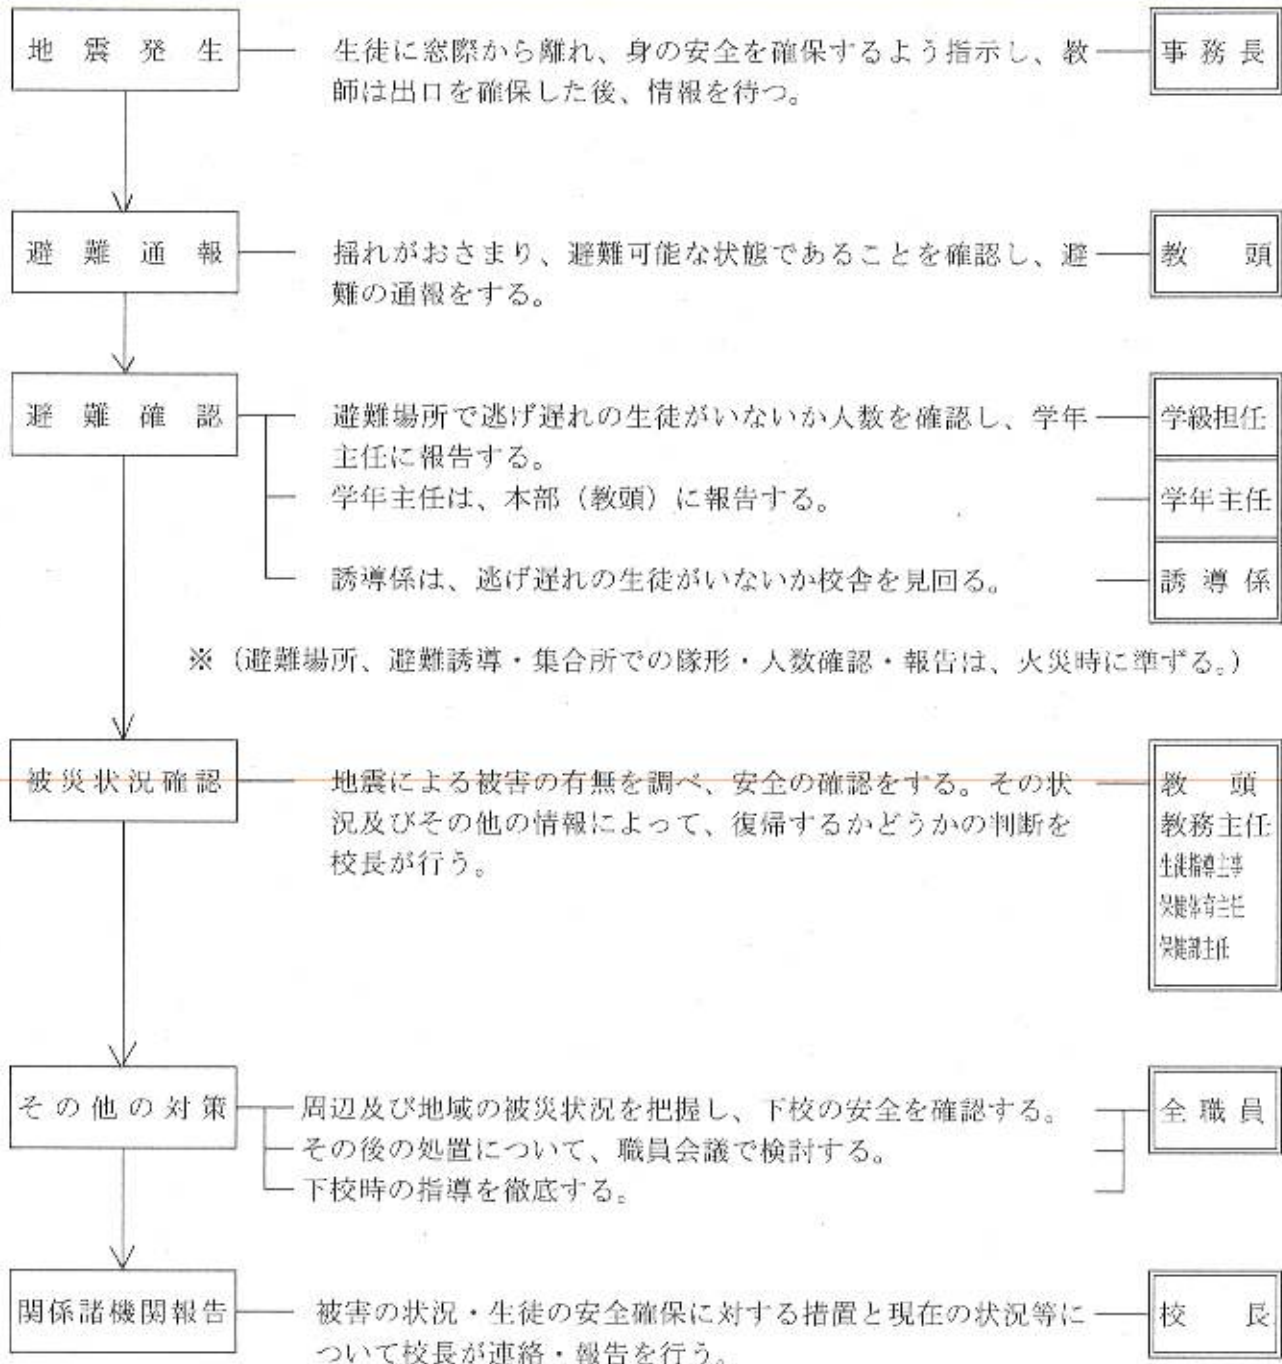 地震発生
生徒に窓際から離れ、身の安全を確保するよう指示し、教
師は出口を確保した後、情報を待つ。
事務長
避難通報
揺れがおさまり、避難可能な状態であることを確認し、避
難の通報をする。
教頭
避難確認
避難場所で逃げ遅れの生徒がいないか人数を確認し、学年
主任に報告する。
学級担任
学年主任は、本部（教頭）に報告する。
学年主任
誘導係は、逃げ遅れの生徒がいないか校舎を見回る。
誘導係
※（避難場所、避難誘導・集合所での隊形・人数確認・報告は、火災時に準ずる。）
被災状況確認
地震による被害の有無を調べ、安全の確認をする。その状
況及びその他の情報によって、復帰するかどうかの判断を
校長が行う。
教頭
教務主任
生徒指導主事
保健体育主任
保健部主任
その他の対策
周辺及び地域の被災状況を把握し、下校の安全を確認する。
その後の処置について、職員会議で検討する。
下校時の指導を徹底する。
全職員
関係諸機関報告
被害の状況・生徒の安全確保に対する措置と現在の状況等に
ついて校長が連絡・報告を行う。
校長